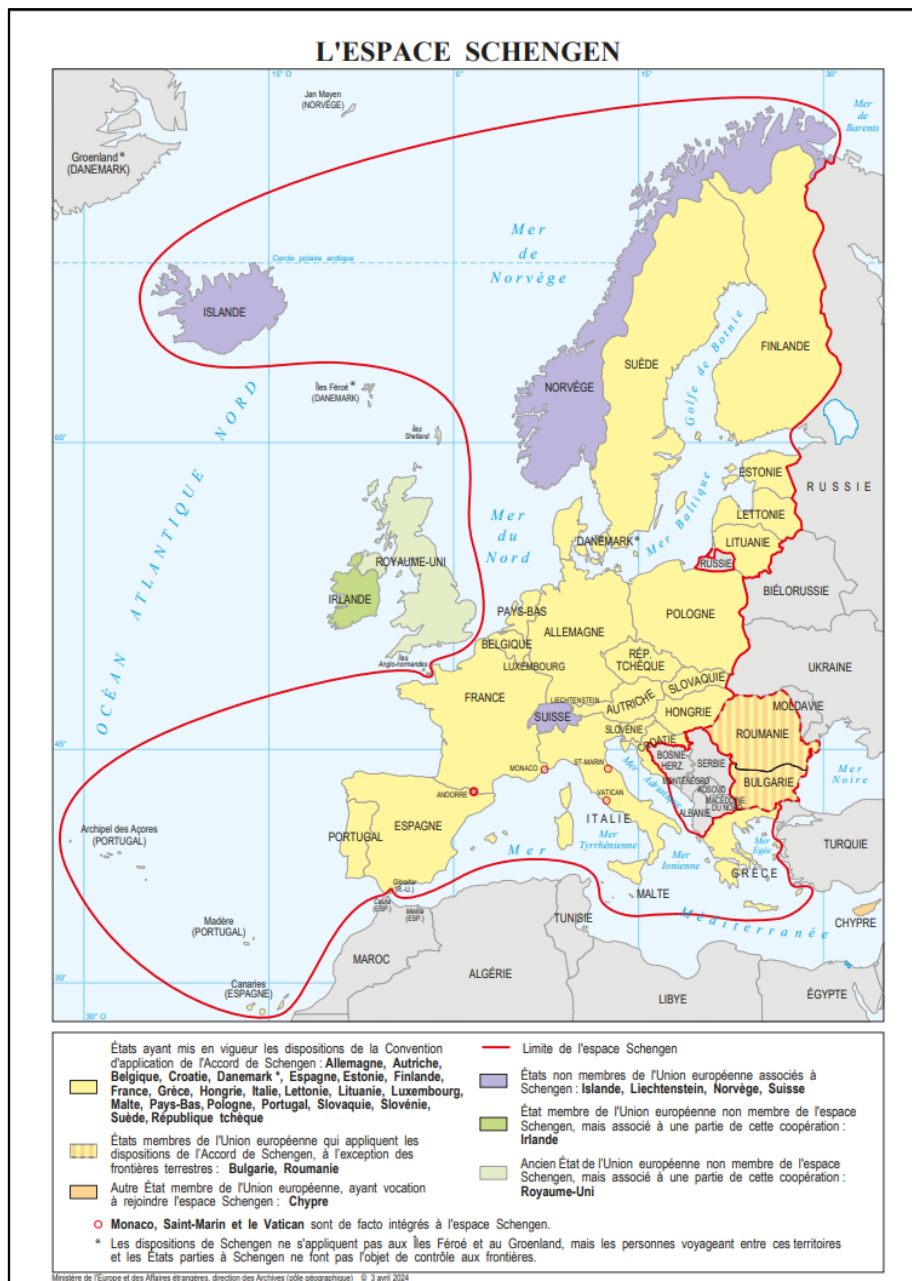 L'ESPACE SCHENGEN
15° O
0°
15°
30°
Jan Mayen
(NORVÈGE)
Mer
de
Barents
Groenland *
(DANEMARK)
Mer
de
Norvège
Cercle polaire arctique
ISLANDE
SUÈDE
FINLANDE
Golfe de Botnie
NORVÈGE
Îles Féroé *
(DANEMARK)
Îles
Shetland
60°
OCÉAN ATLANTIQUE NORD
ESTONIE
RUSSIE
Mer
du
Nord
Mer Baltique
LETTONIE
DANEMARK *
LITUANIE
ROYAUME-UNI
RUSSIE
IRLANDE
BIÉLORUSSIE
PAYS-BAS
POLOGNE
ALLEMAGNE
BELGIQUE
Îles
Anglo-normandes
LUXEMBOURG
RÉP.
TCHÈQUE
UKRAINE
SLOVAQUIE
FRANCE
LIECHTENSTEIN
AUTRICHE
MOLDAVIE
HONGRIE
SUISSE
SLOVÉNIE
ROUMANIE
CROATIE
45°
BOSNIE
HERZ.
SERBIE
Mer
Noire
MONACO
ST-MARIN
Mer Adriatique
MONTÉNÉGRO
KOSOVO
BULGARIE
ANDORRE
VATICAN
MACÉDOINE
DU NORD
ALBANIE
ITALIE
PORTUGAL
ESPAGNE
Mer
Tyrrhénienne
Mer
Égée
TURQUIE
Archipel des Açores
(PORTUGAL)
Mer
Ionienne
GRÈCE
Gibraltar
(R.-U.)
Ceuta
(ESP.)
Melilla
(ESP.)
MALTE
Mer Méditerranée
TUNISIE
CHYPRE
Madère
(PORTUGAL)
MAROC
ALGÉRIE
30°
Canaries
(ESPAGNE)
LIBYE
ÉGYPTE
30° O
États ayant mis en vigueur les dispositions de la Convention
d'application de l'Accord de Schengen : Allemagne, Autriche,
Belgique, Croatie, Danemark *, Espagne, Estonie, Finlande,
France, Grèce, Hongrie, Italie, Lettonie, Lituanie, Luxembourg,
Malte, Pays-Bas, Pologne, Portugal, Slovaquie, Slovénie,
Suède, République tchèque
États membres de l'Union européenne qui appliquent les
dispositions de l'Accord de Schengen, à l'exception des
frontières terrestres : Bulgarie, Roumanie
Autre État membre de l'Union européenne, ayant vocation
à rejoindre l'espace Schengen : Chypre
Limite de l'espace Schengen
États non membres de l'Union européenne associés à
Schengen : Islande, Liechtenstein, Norvège, Suisse
État membre de l'Union européenne non membre de l'espace
Schengen, mais associé à une partie de cette coopération :
Irlande
Ancien État de l'Union européenne non membre de l'espace
Schengen, mais associé à une partie de cette coopération :
Royaume-Uni
Monaco, Saint-Marin et le Vatican sont de facto intégrés à l'espace Schengen.
* Les dispositions de Schengen ne s'appliquent pas aux Îles Féroé et au Groenland, mais les personnes voyageant entre ces territoires
et les États parties à Schengen ne font pas l'objet de contrôle aux frontières.
Ministère de l'Europe et des Affaires étrangères, direction des Archives (pôle géographique) © 3 avril 2024